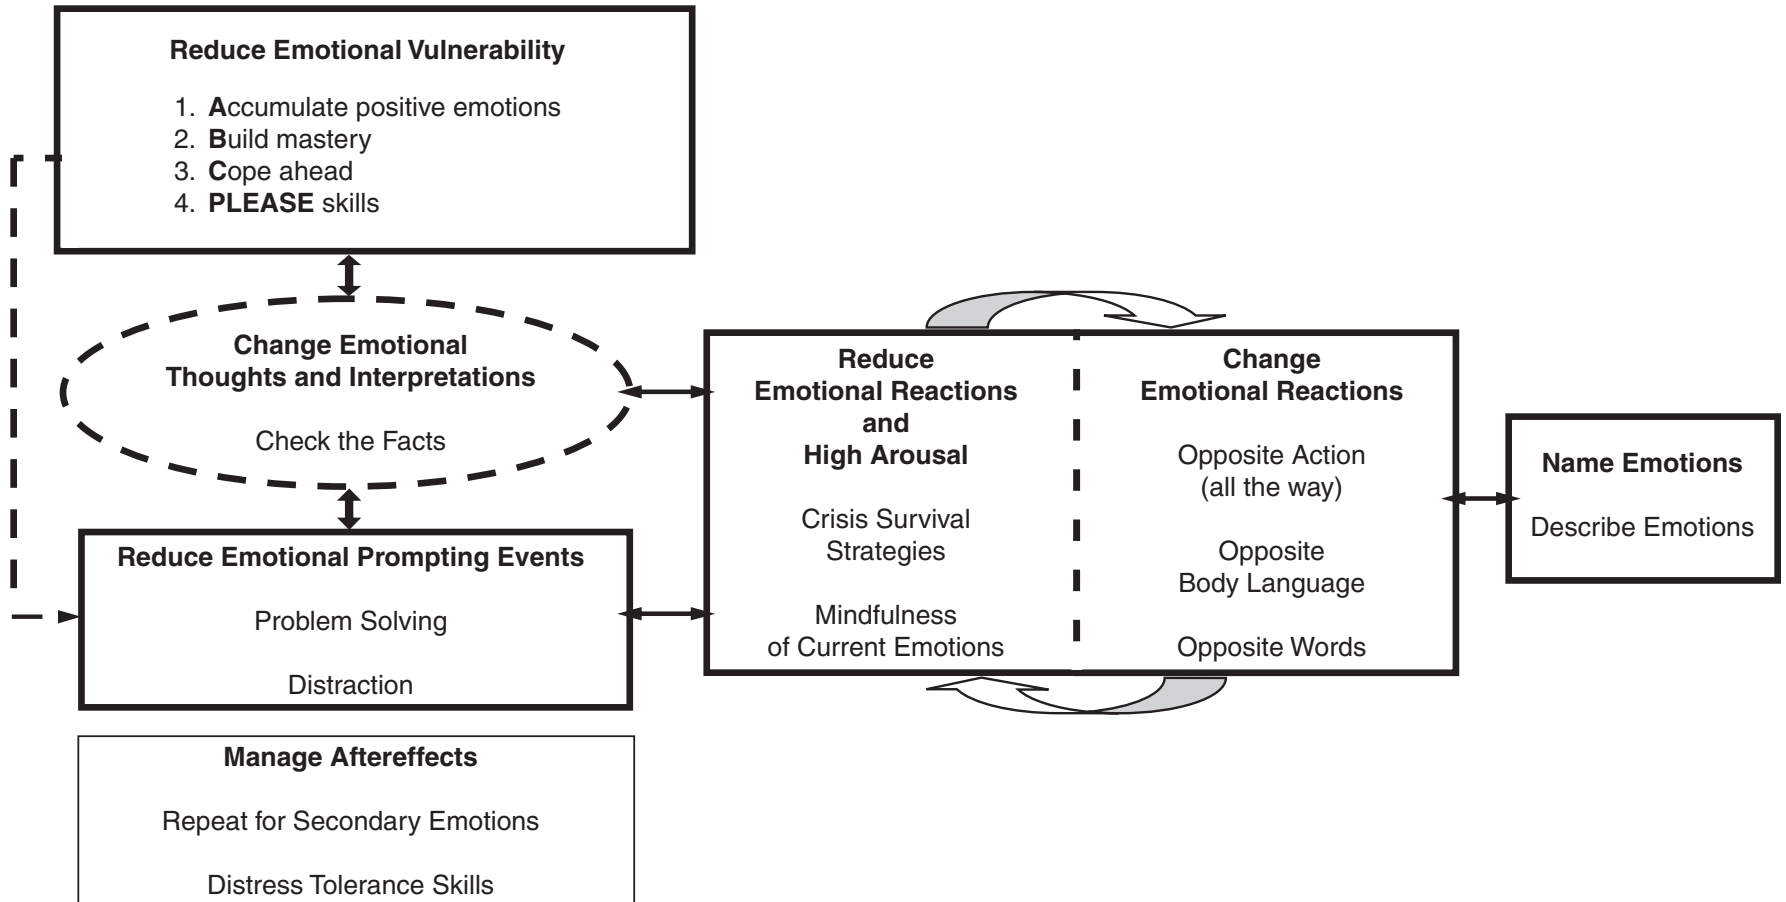 Reduce Emotional Vulnerability
1. Accumulate positive emotions
2. Build mastery
3. Cope ahead
4. PLEASE skills
Change Emotional
Thoughts and Interpretations
Check the Facts
Reduce Emotional Prompting Events
Problem Solving
Distraction
Manage Aftereffects
Repeat for Secondary Emotions
Distress Tolerance Skills
Reduce
Emotional Reactions
and
High Arousal
Crisis Survival
Strategies
Mindfulness
of Current Emotions
Change
Emotional Reactions
Opposite Action
(all the way)
Opposite
Body Language
Opposite Words
Name Emotions
Describe Emotions